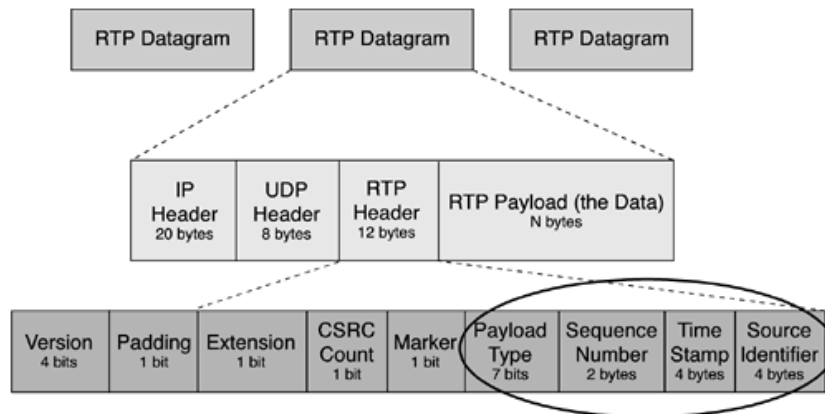 RTP Datagram
RTP Datagram
RTP Datagram
IP
Header
20 bytes
UDP
Header
8 bytes
RTP
Header
12 bytes
RTP Payload (the Data)
N bytes
Version
4 bits
Padding
1 bit
Extension
1 bit
CSRC
Count
1 bit
Marker
1 bit
Payload
Type
7 bits
Sequence
Number
2 bytes
Time
Stamp
4 bytes
Source
Identifier
4 bytes